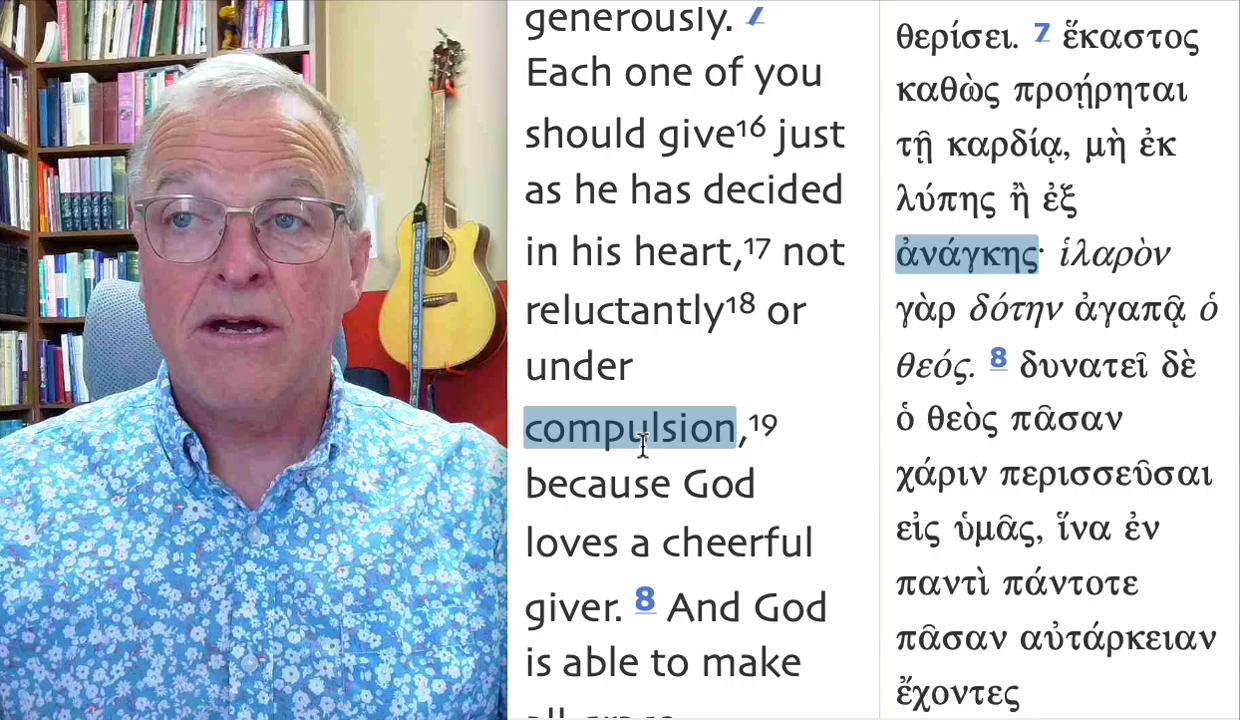 generously. 7
Each one of you
should give16 just
as he has decided
in his heart,17 not
reluctantly18 or
under
compulsion,19
because God
loves a cheerful
giver. 8 And God
is able to make
all grace
θερίσει. 7 ἕκαστος
καθὼς προῄρηται
τῇ καρδίᾳ, μὴ ἐκ
λύπης ἢ ἐξ
ἀνάγκης· ἱλαρὸν
γὰρ δότην ἀγαπᾷ ὁ
θεός. 8 δυνατεῖ δὲ
ὁ θεὸς πᾶσαν
χάριν περισσεῦσαι
εἰς ὑμᾶς, ἵνα ἐν
παντὶ πάντοτε
πᾶσαν αὐτάρκειαν
ἔχοντες